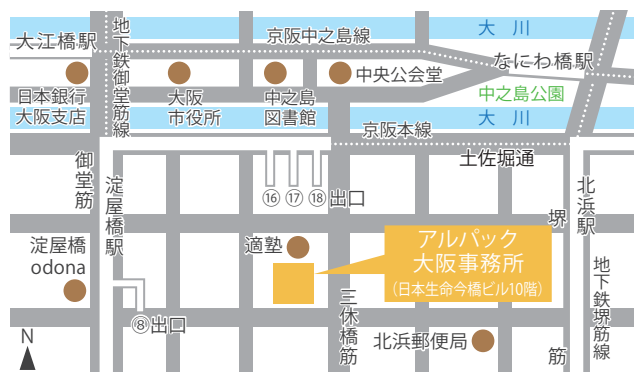 大江橋駅
地下鉄御堂筋線
京阪中之島線
大 川
なにわ橋駅
日本銀行
大阪支店
大阪
市役所
中之島
図書館
中央公会堂
中之島公園
大 川
京阪本線
土佐堀通
御堂筋
淀屋橋駅
⑯ ⑰ ⑱出口
北浜駅
堺筋
地下鉄堺筋線
淀屋橋
odona
適塾
アルパック
大阪事務所
(日本生命今橋ビル10階)
⑧出口
三休橋筋
北浜郵便局
N